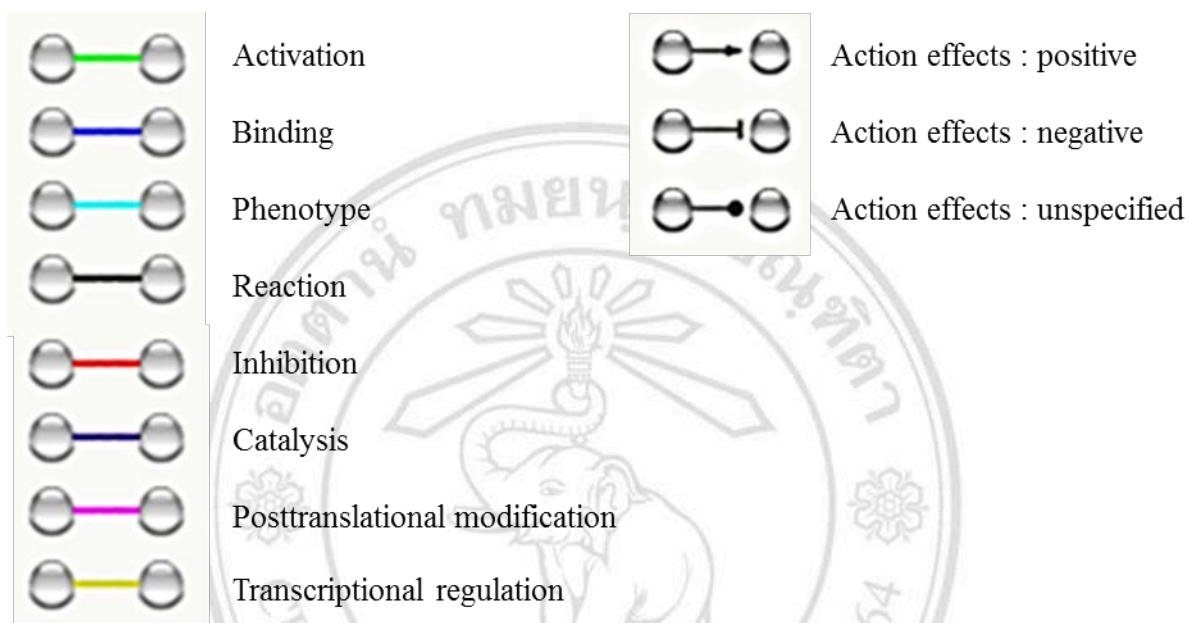 Activation
Binding
Phenotype
Reaction
Inhibition
Catalysis
Posttranslational modification
Transcriptional regulation
Action effects : positive
Action effects : negative
Action effects : unspecified
64